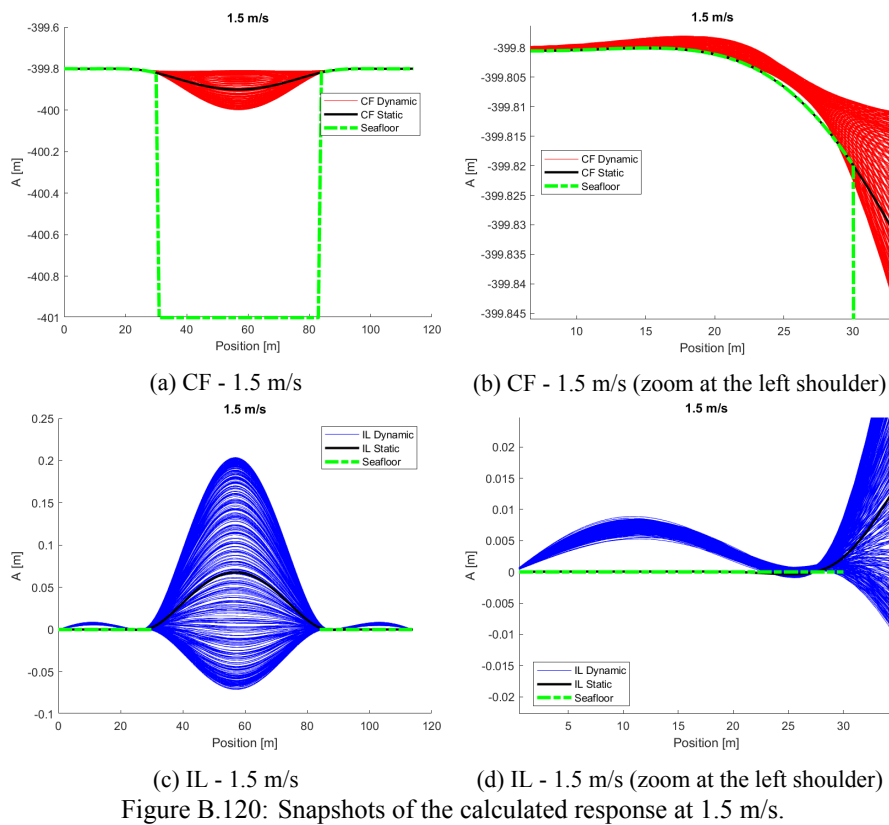 1.5 m/s
-399.6
-399.8
-400
-400.2
-400.4
-400.6
-400.8
-401
A [m]
CF Dynamic
CF Static
Seafloor
0 20 40 60 80 100 120
Position [m]
(a) CF - 1.5 m/s
1.5 m/s
-399.8
-399.805
-399.81
-399.815
-399.82
-399.825
-399.83
-399.835
-399.84
-399.845
A [m]
CF Dynamic
CF Static
Seafloor
10 15 20 25 30
Position [m]
(b) CF - 1.5 m/s (zoom at the left shoulder)
1.5 m/s
0.25
0.2
0.15
0.1
0.05
0
-0.05
-0.1
A [m]
IL Dynamic
IL Static
Seafloor
0 20 40 60 80 100 120
Position [m]
(c) IL - 1.5 m/s
1.5 m/s
0.02
0.015
0.01
0.005
0
-0.005
-0.01
-0.015
-0.02
A [m]
IL Dynamic
IL Static
Seafloor
5 10 15 20 25 30
Position [m]
(d) IL - 1.5 m/s (zoom at the left shoulder)
Figure B.120: Snapshots of the calculated response at 1.5 m/s.